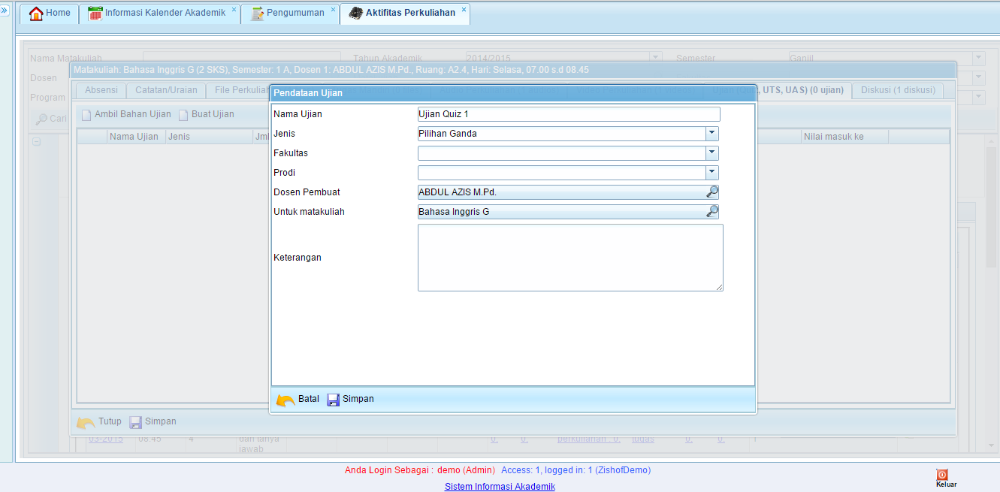 Home
Informasi Kalender Akademik
Pengumuman
Aktifitas Perkuliahan
Nama Matakuliah
Tahun Akademik
2014/2015
Semester
Ganjil
Matakuliah: Bahasa Inggris G (2 SKS), Semester: 1 A, Dosen 1: ABDUL AZIS M.Pd., Ruang: A2.4, Hari: Selasa, 07.00 s.d 08.45
Dosen
Program
Cari
Absensi
Catatan/Uraian
File Perkuliah
UTS, UAS) (0 ujian)
Diskusi (1 diskusi)
Ambil Bahan Ujian
Buat Ujian
Nama Ujian
Jenis
Jml
Nilai masuk ke
Pendataan Ujian
Nama Ujian
Ujian Quiz 1
Jenis
Pilihan Ganda
Fakultas
Prodi
Dosen Pembuat
ABDUL AZIS M.Pd.
Untuk matakuliah
Bahasa Inggris G
Keterangan
Batal
Simpan
Tutup
Simpan
03-2015
08.45
4
dan tanya
0.
0.
perkuliahan : 0.
tugas
0.
0.
1
jawab
Anda Login Sebagai : demo (Admin) Access: 1, logged in: 1 (ZishofDemo)
Sistem Informasi Akademik
Keluar